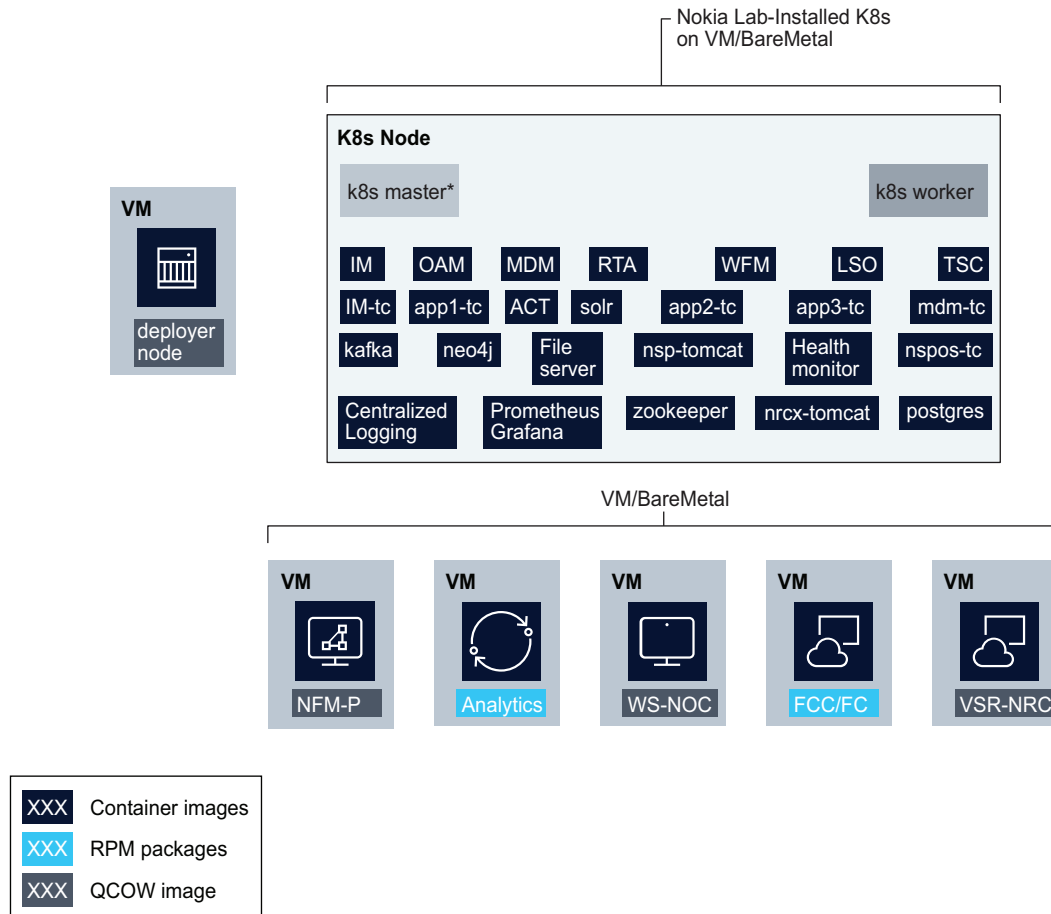 Nokia Lab-Installed K8s
on VM/BareMetal
K8s Node
k8s master*
k8s worker
VM
deployer
node
IM OAM MDM RTA WFM LSO TSC
IM-tc app1-tc ACT solr app2-tc app3-tc mdm-tc
kafka neo4j File
server nsp-tomcat Health
monitor nspos-tc
Centralized
Logging Prometheus
Grafana zookeeper nrcx-tomcat postgres
VM/BareMetal
VM VM VM VM VM
NFM-P Analytics WS-NOC FCC/FC VSR-NRC
XXX Container images
XXX RPM packages
XXX QCOW image